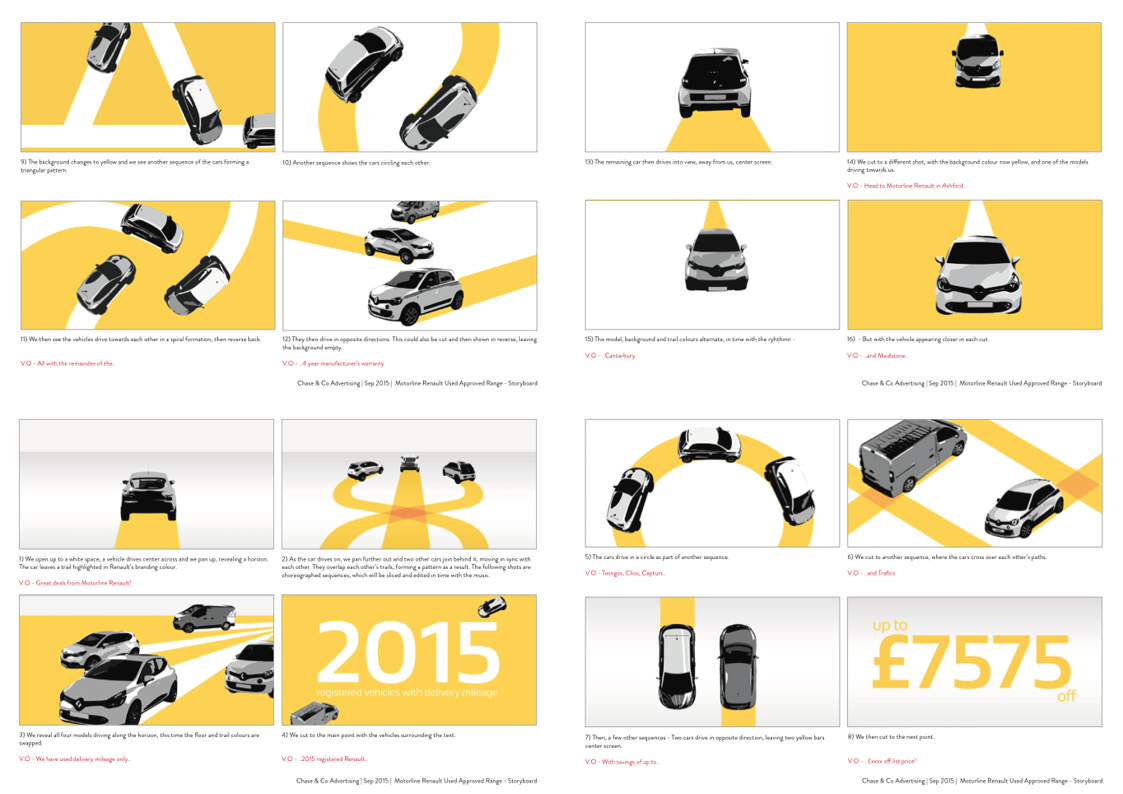 9) The background changes to yellow and we see another sequence of the cars forming a
triangular pattern.
10) Another sequence shows the cars circling each other.
11) We then see the vehicles drive towards each other in a spiral formation, then reverse back.
V.O - All with the remainder of the..
12) They then drive in opposite directions. This could also be cut and then shown in reverse, leaving
the background empty.
V.O - ..4 year manufacturer's warranty
Chase & Co Advertising | Sep 2015 | Motorline Renault Used Approved Range - Storyboard
13) The remaining car then drives into view, away from us, center screen.
14) We cut to a different shot, with the background colour now yellow, and one of the models
driving towards us.
V.O - Head to Motorline Renault in Ashford..
15) The model, background and trail colours alternate, in time with the ryhthmn -
V.O - ..Canterbury
16) - But with the vehicle appearing closer in each cut.
V.O - ..and Maidstone..
Chase & Co Advertising | Sep 2015 | Motorline Renault Used Approved Range - Storyboard
1) We open up to a white space, a vehicle drives center across and we pan up, revealing a horizon.
The car leaves a trail highlighted in Renault's branding colour.
V.O - Great deals from Motorline Renault!
2) As the car drives on, we pan further out and two other cars join behind it, moving in sync with
each other. They overlap each other's trails, forming a pattern as a result. The following shots are
choreographed sequences, which will be sliced and edited in time with the music.
3) We reveal all four models driving along the horizon, this time the floor and trail colours are
swapped.
V.O - We have used delivery mileage only..
2015
registered vehicles with delivery mileage
4) We cut to the main point with the vehicles surrounding the text.
V.O - ..2015 registered Renault..
Chase & Co Advertising | Sep 2015 | Motorline Renault Used Approved Range - Storyboard
5) The cars drive in a circle as part of another sequence.
V.O - Twingos, Clios, Capturs..
6) We cut to another sequence, where the cars cross over each other's paths.
V.O - ..and Trafics
7) Then, a few other sequences - Two cars drive in opposite direction, leaving two yellow bars
center screen.
V.O - With savings of up to..
up to
£7575
off
8) We then cut to the next point.
V.O - ..£xxxx off list price!
Chase & Co Advertising | Sep 2015 | Motorline Renault Used Approved Range - Storyboard